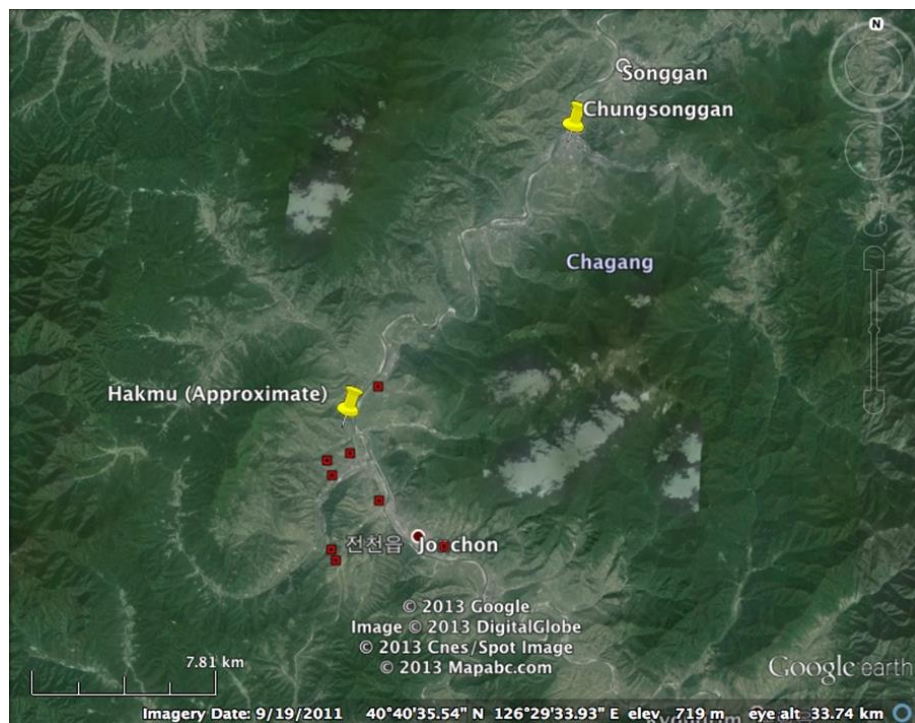 N
Songgan
Chungsonggan
Chagang
Hakmu (Approximate)
전천읍
© 2013 Google
Image © 2013 DigitalGlobe
© 2013 Cnes/Spot Image
© 2013 Mapabc.com
7.81 km
Google earth
Imagery Date: 9/19/2011 40°40'35.54" N 126°29'33.93" E elev 719 m eye alt 33.74 km